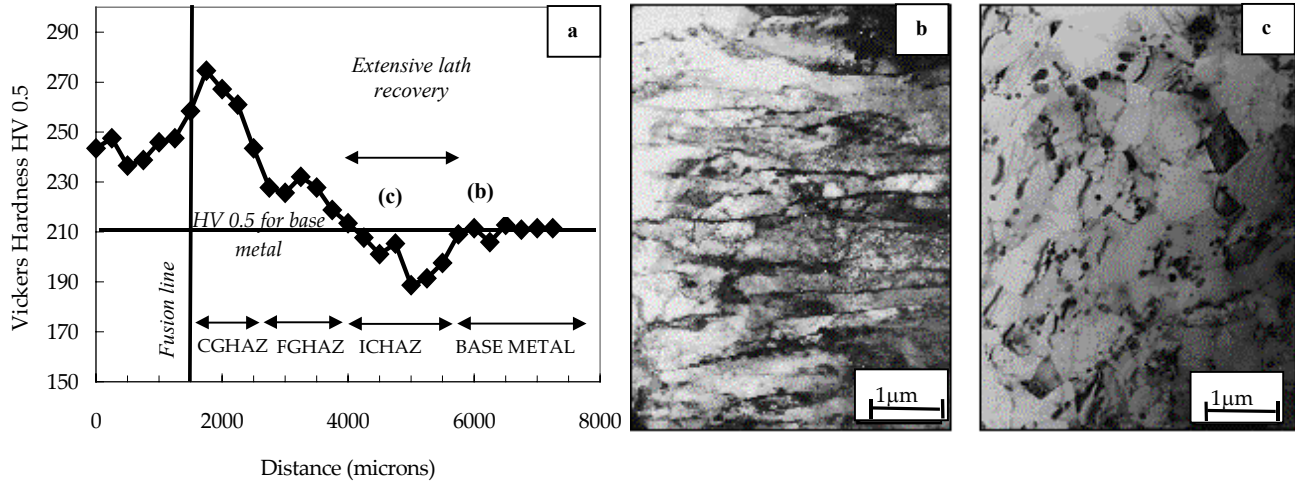 a
Vickers Hardness HV 0.5
290
270
250
230
210
190
170
150
Extensive lath
recovery
(c)
(b)
HV 0.5 for base
metal
Fusion line
CGHAZ
FGHAZ
ICHAZ
BASE METAL
0
2000
4000
6000
8000
Distance (microns)
b
1μm
c
1μm